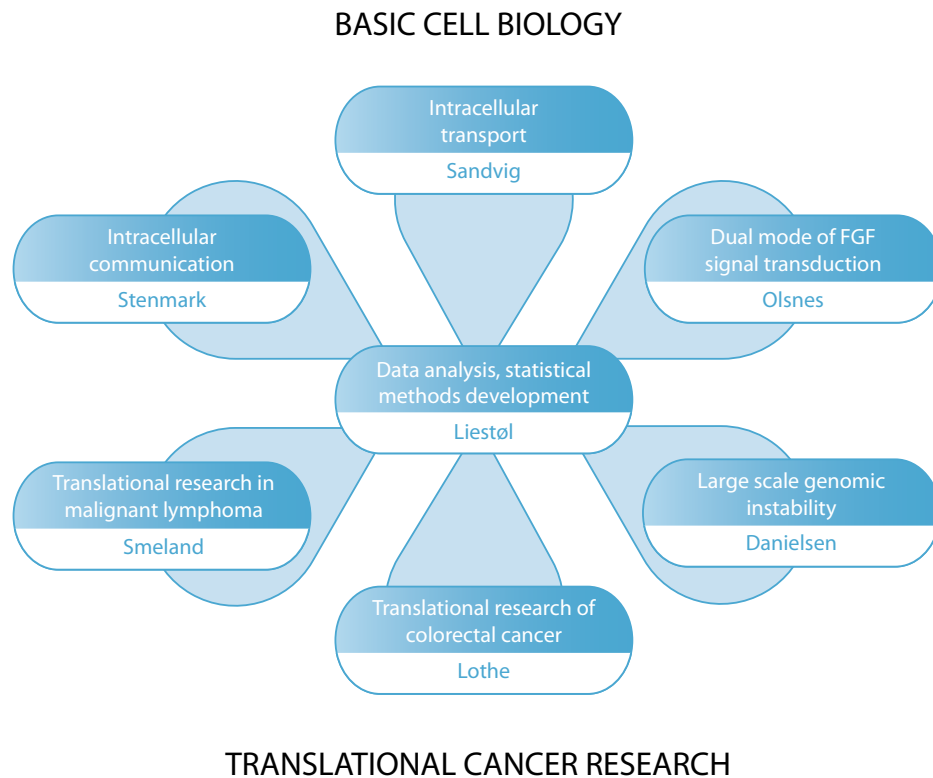 BASIC CELL BIOLOGY
Intracellular
transport
Sandvig
Intracellular
communication
Stenmark
Dual mode of FGF
signal transduction
Olsnes
Data analysis, statistical
methods development
Liestøl
Translational research in
malignant lymphoma
Smeland
Large scale genomic
instability
Danielsen
Translational research of
colorectal cancer
Lothe
TRANSLATIONAL CANCER RESEARCH